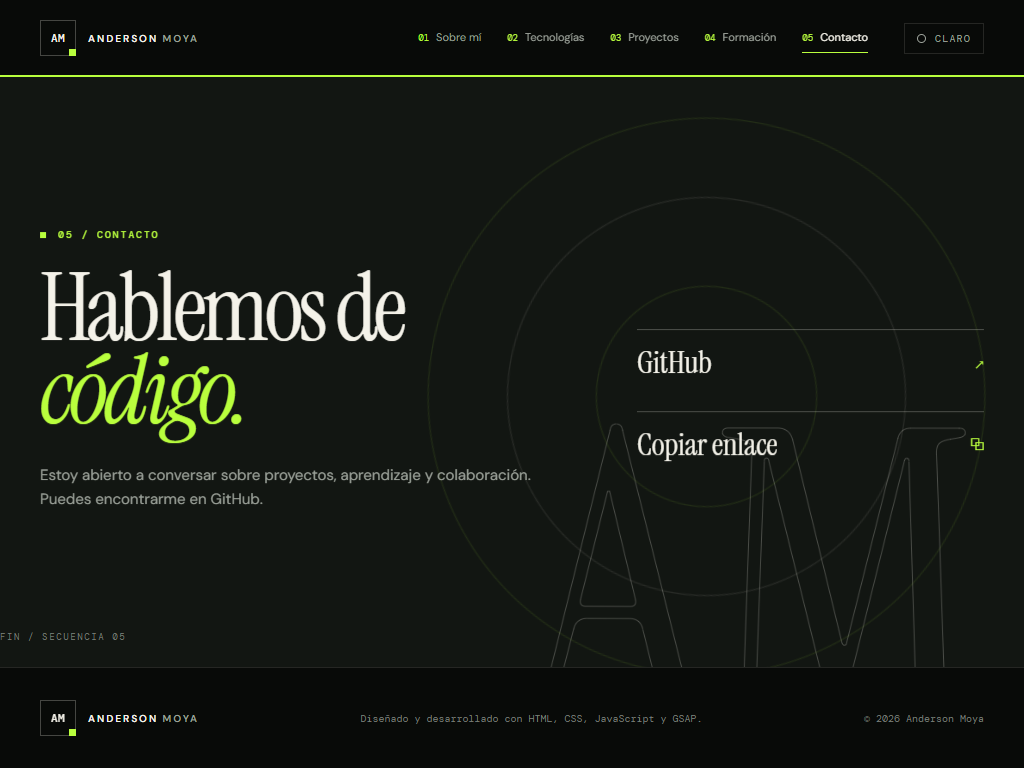 AM ANDERSON MOYA
01 Sobre mí 02 Tecnologías 03 Proyectos 04 Formación 05 Contacto CLARO
05 / CONTACTO
Hablemos de
código.
Estoy abierto a conversar sobre proyectos, aprendizaje y colaboración.
Puedes encontrarme en GitHub.
GitHub ↗
Copiar enlace
AM
FIN / SECUENCIA 05
AM ANDERSON MOYA
Diseñado y desarrollado con HTML, CSS, JavaScript y GSAP.
© 2026 Anderson Moya